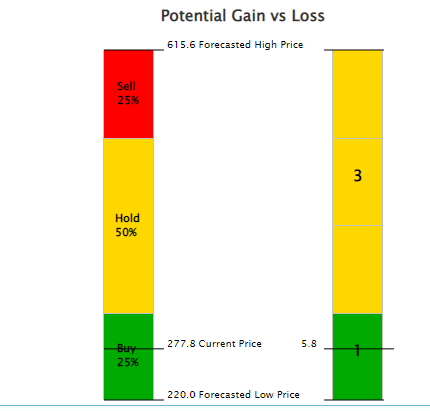 Potential Gain vs Loss
615.6 Forecasted High Price
Sell
25%
3
Hold
50%
277.8 Current Price
5.8
Buy
25%
1
220.0 Forecasted Low Price